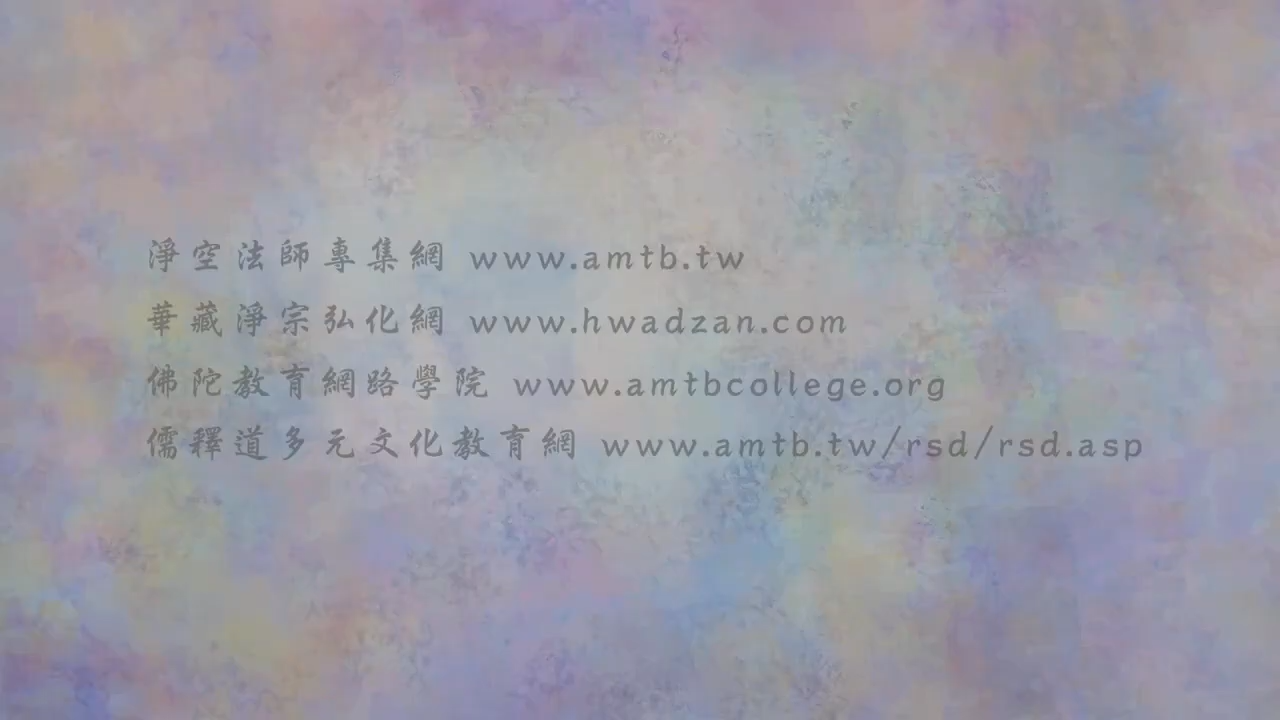 淨空法師專集網 www.amtb.tw
華藏淨宗弘化網 www.hwadzan.com
佛陀教育網路學院 www.amtbcollege.org
儒釋道多元文化教育網 www.amtb.tw/rsd/rsd.asp